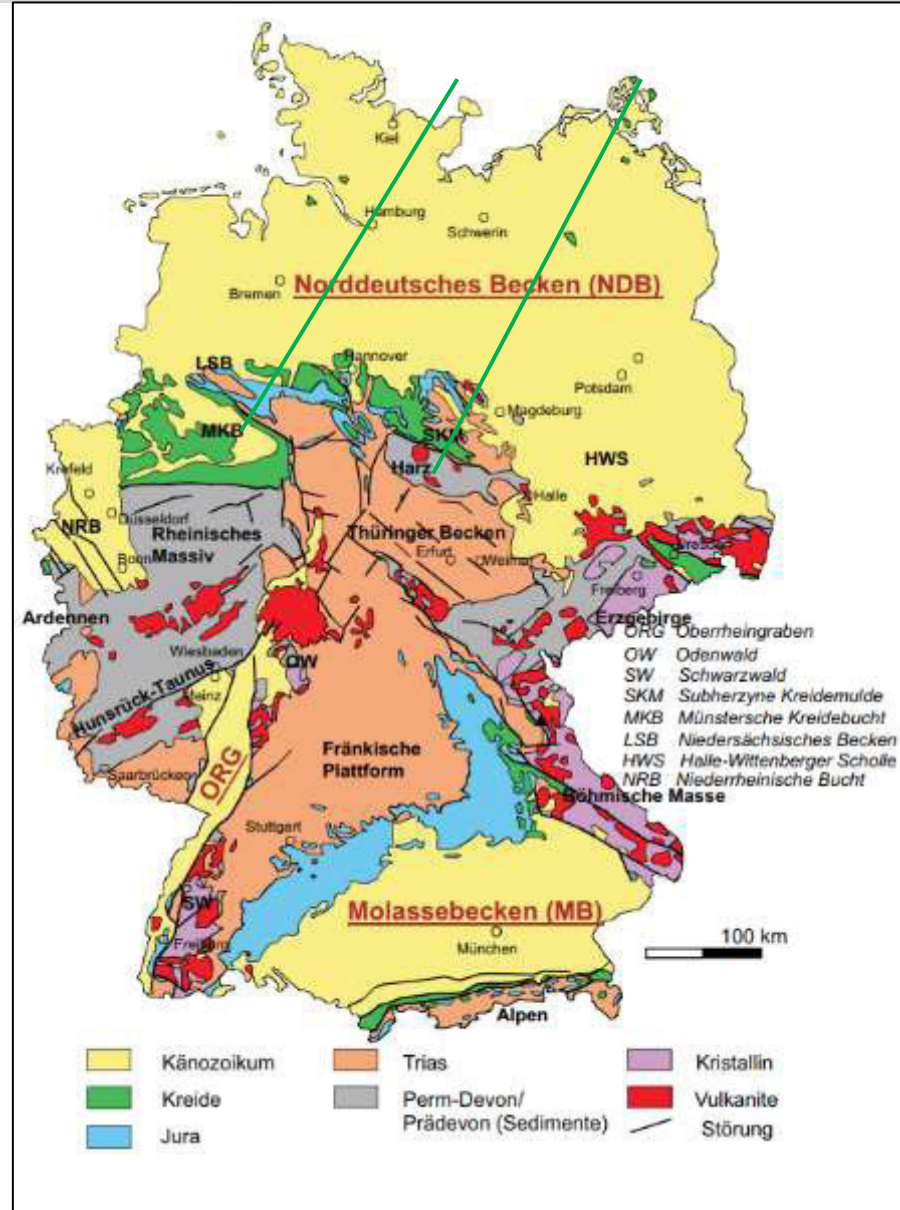 Kiel
Hamburg
Schwerin
Bremen
Norddeutsches Becken (NDB)
LSB
Hannover
Potsdam
Magdeburg
MKB
SKM
HWS
Krefeld
Harz
Halle
NRB
Düsseldorf
Rheinisches
Massiv
Thüringer Becken
Erfurt
Weimar
Bonn
Dresden
Freiberg
Ardennen
Erzgebirge
Wiesbaden
OW
Mainz
Hunsrück-Taunus
ORG Oberrheingraben
OW Odenwald
SW Schwarzwald
SKM Subherzyne Kreidemulde
MKB Münstersche Kreidebucht
LSB Niedersächsisches Becken
HWS Halle-Wittenberger Scholle
NRB Niederrheinische Bucht
Fränkische
Plattform
Saarbrücken
ORG
Böhmische Masse
Stuttgart
SW
Molassebecken (MB)
München
Freiburg
100 km
Alpen
Känozoikum
Trias
Kristallin
Kreide
Perm-Devon/
Prädevon (Sedimente)
Vulkanite
Jura
Störung